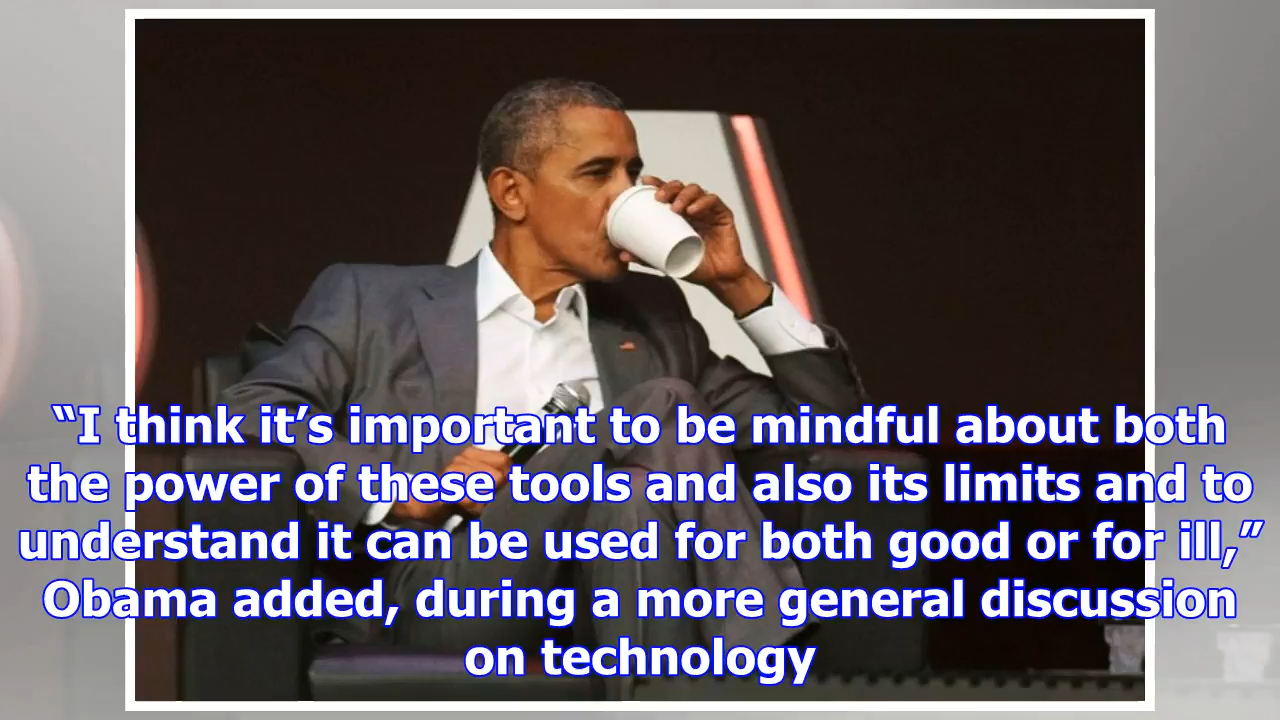 “I think it’s important to be mindful about both
the power of these tools and also its limits and to
understand it can be used for both good or for ill,”
Obama added, during a more general discussion
on technology